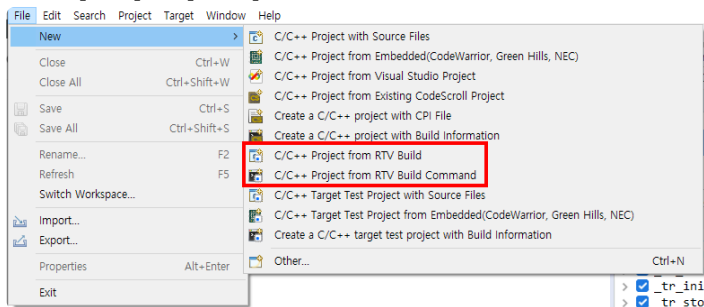 File Edit Search Project Target Window Help
New >
Close Ctrl+W
Close All Ctrl+Shift+W
Save Ctrl+S
Save All Ctrl+Shift+S
Rename... F2
Refresh F5
Switch Workspace...
Import...
Export...
Properties Alt+Enter
Exit
C/C++ Project with Source Files
C/C++ Project from Embedded(CodeWarrior, Green Hills, NEC)
C/C++ Project from Visual Studio Project
C/C++ Project from Existing CodeScroll Project
Create a C/C++ project with CPI File
Create a C/C++ project with Build Information
C/C++ Project from RTV Build
C/C++ Project from RTV Build Command
C/C++ Target Test Project with Source Files
C/C++ Target Test Project from Embedded(CodeWarrior, Green Hills, NEC)
Create a C/C++ target test project with Build Information
Other... Ctrl+N
> _tr_ini
> tr sto